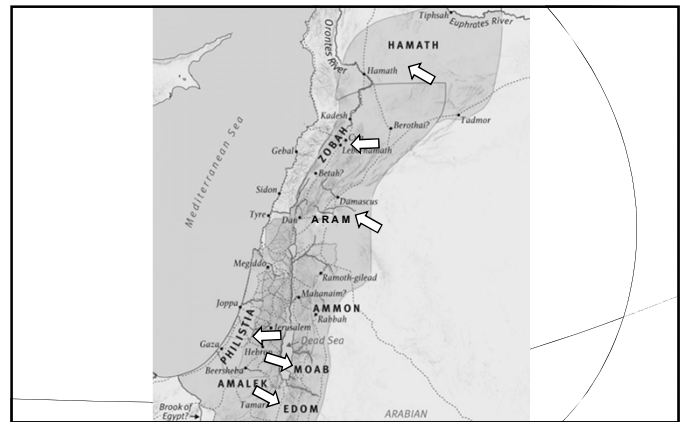 Tiphsah
Euphrates River
Orontes River
HAMATH
Hamath
Kadesh
Berothai?
Tadmor
ZOBAH
Mediterranean Sea
Gebal
Betah?
Sidon
Damascus
Tyre
Dan
ARAM
Megiddo
Ramoth-gilead
Mahanaim?
Joppa
AMMON
Rabbah
PHILISTIA
Jerusalem
Gaza
Dead Sea
Beersheba
MOAB
AMALEK
Tamar
EDOM
Brook of
Egypt?
ARABIAN